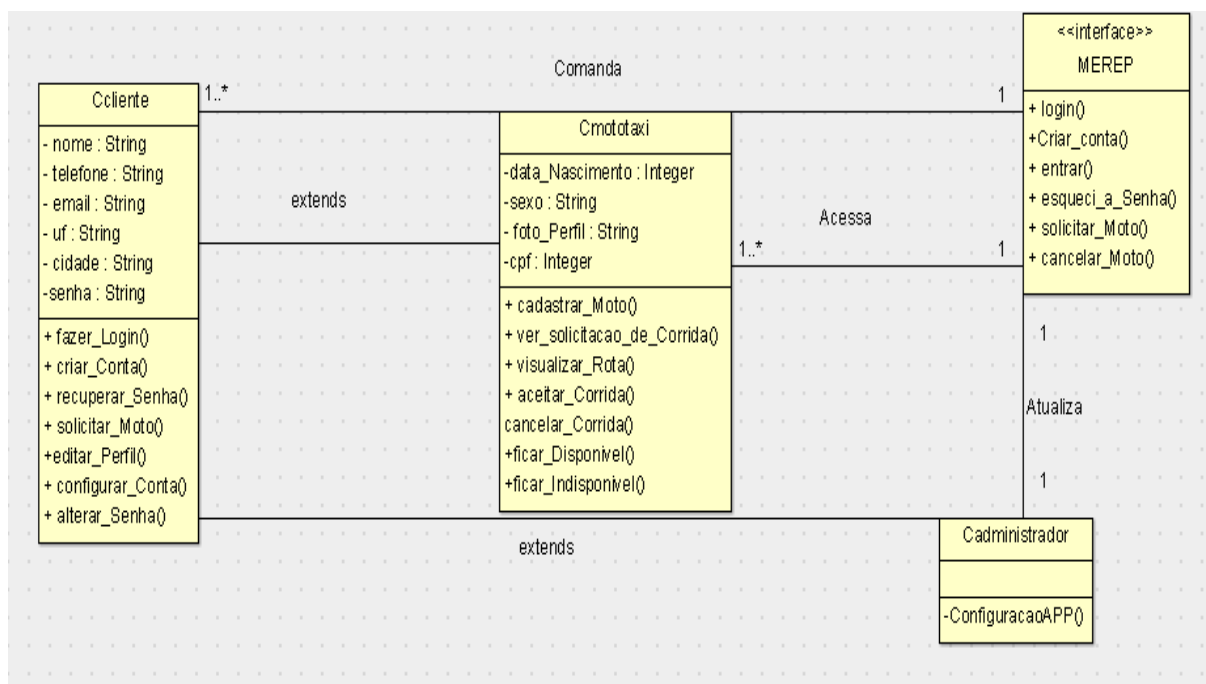 <<interface>>
MEREP
+ login()
+Criar_conta()
+ entrar()
+ esqueci_a_Senha()
+ solicitar_Moto()
+ cancelar_Moto()
Comanda
1..*
1
Ccliente
- nome : String
- telefone : String
- email : String
- uf : String
- cidade : String
-senha : String
+ fazer_Login()
+ criar_Conta()
+ recuperar_Senha()
+ solicitar_Moto()
+editar_Perfil()
+ configurar_Conta()
+ alterar_Senha()
extends
Cmototaxi
-data_Nascimento : Integer
-sexo : String
- foto_Perfil : String
-cpf : Integer
+ cadastrar_Moto()
+ ver_solicitacao_de_Corrida()
+ visualizar_Rota()
+ aceitar_Corrida()
cancelar_Corrida()
+ficar_Disponivel()
+ficar_Indisponivel()
Acessa
1..*
1
1
Atualiza
1
extends
Cadministrador
-ConfiguracaoAPP()